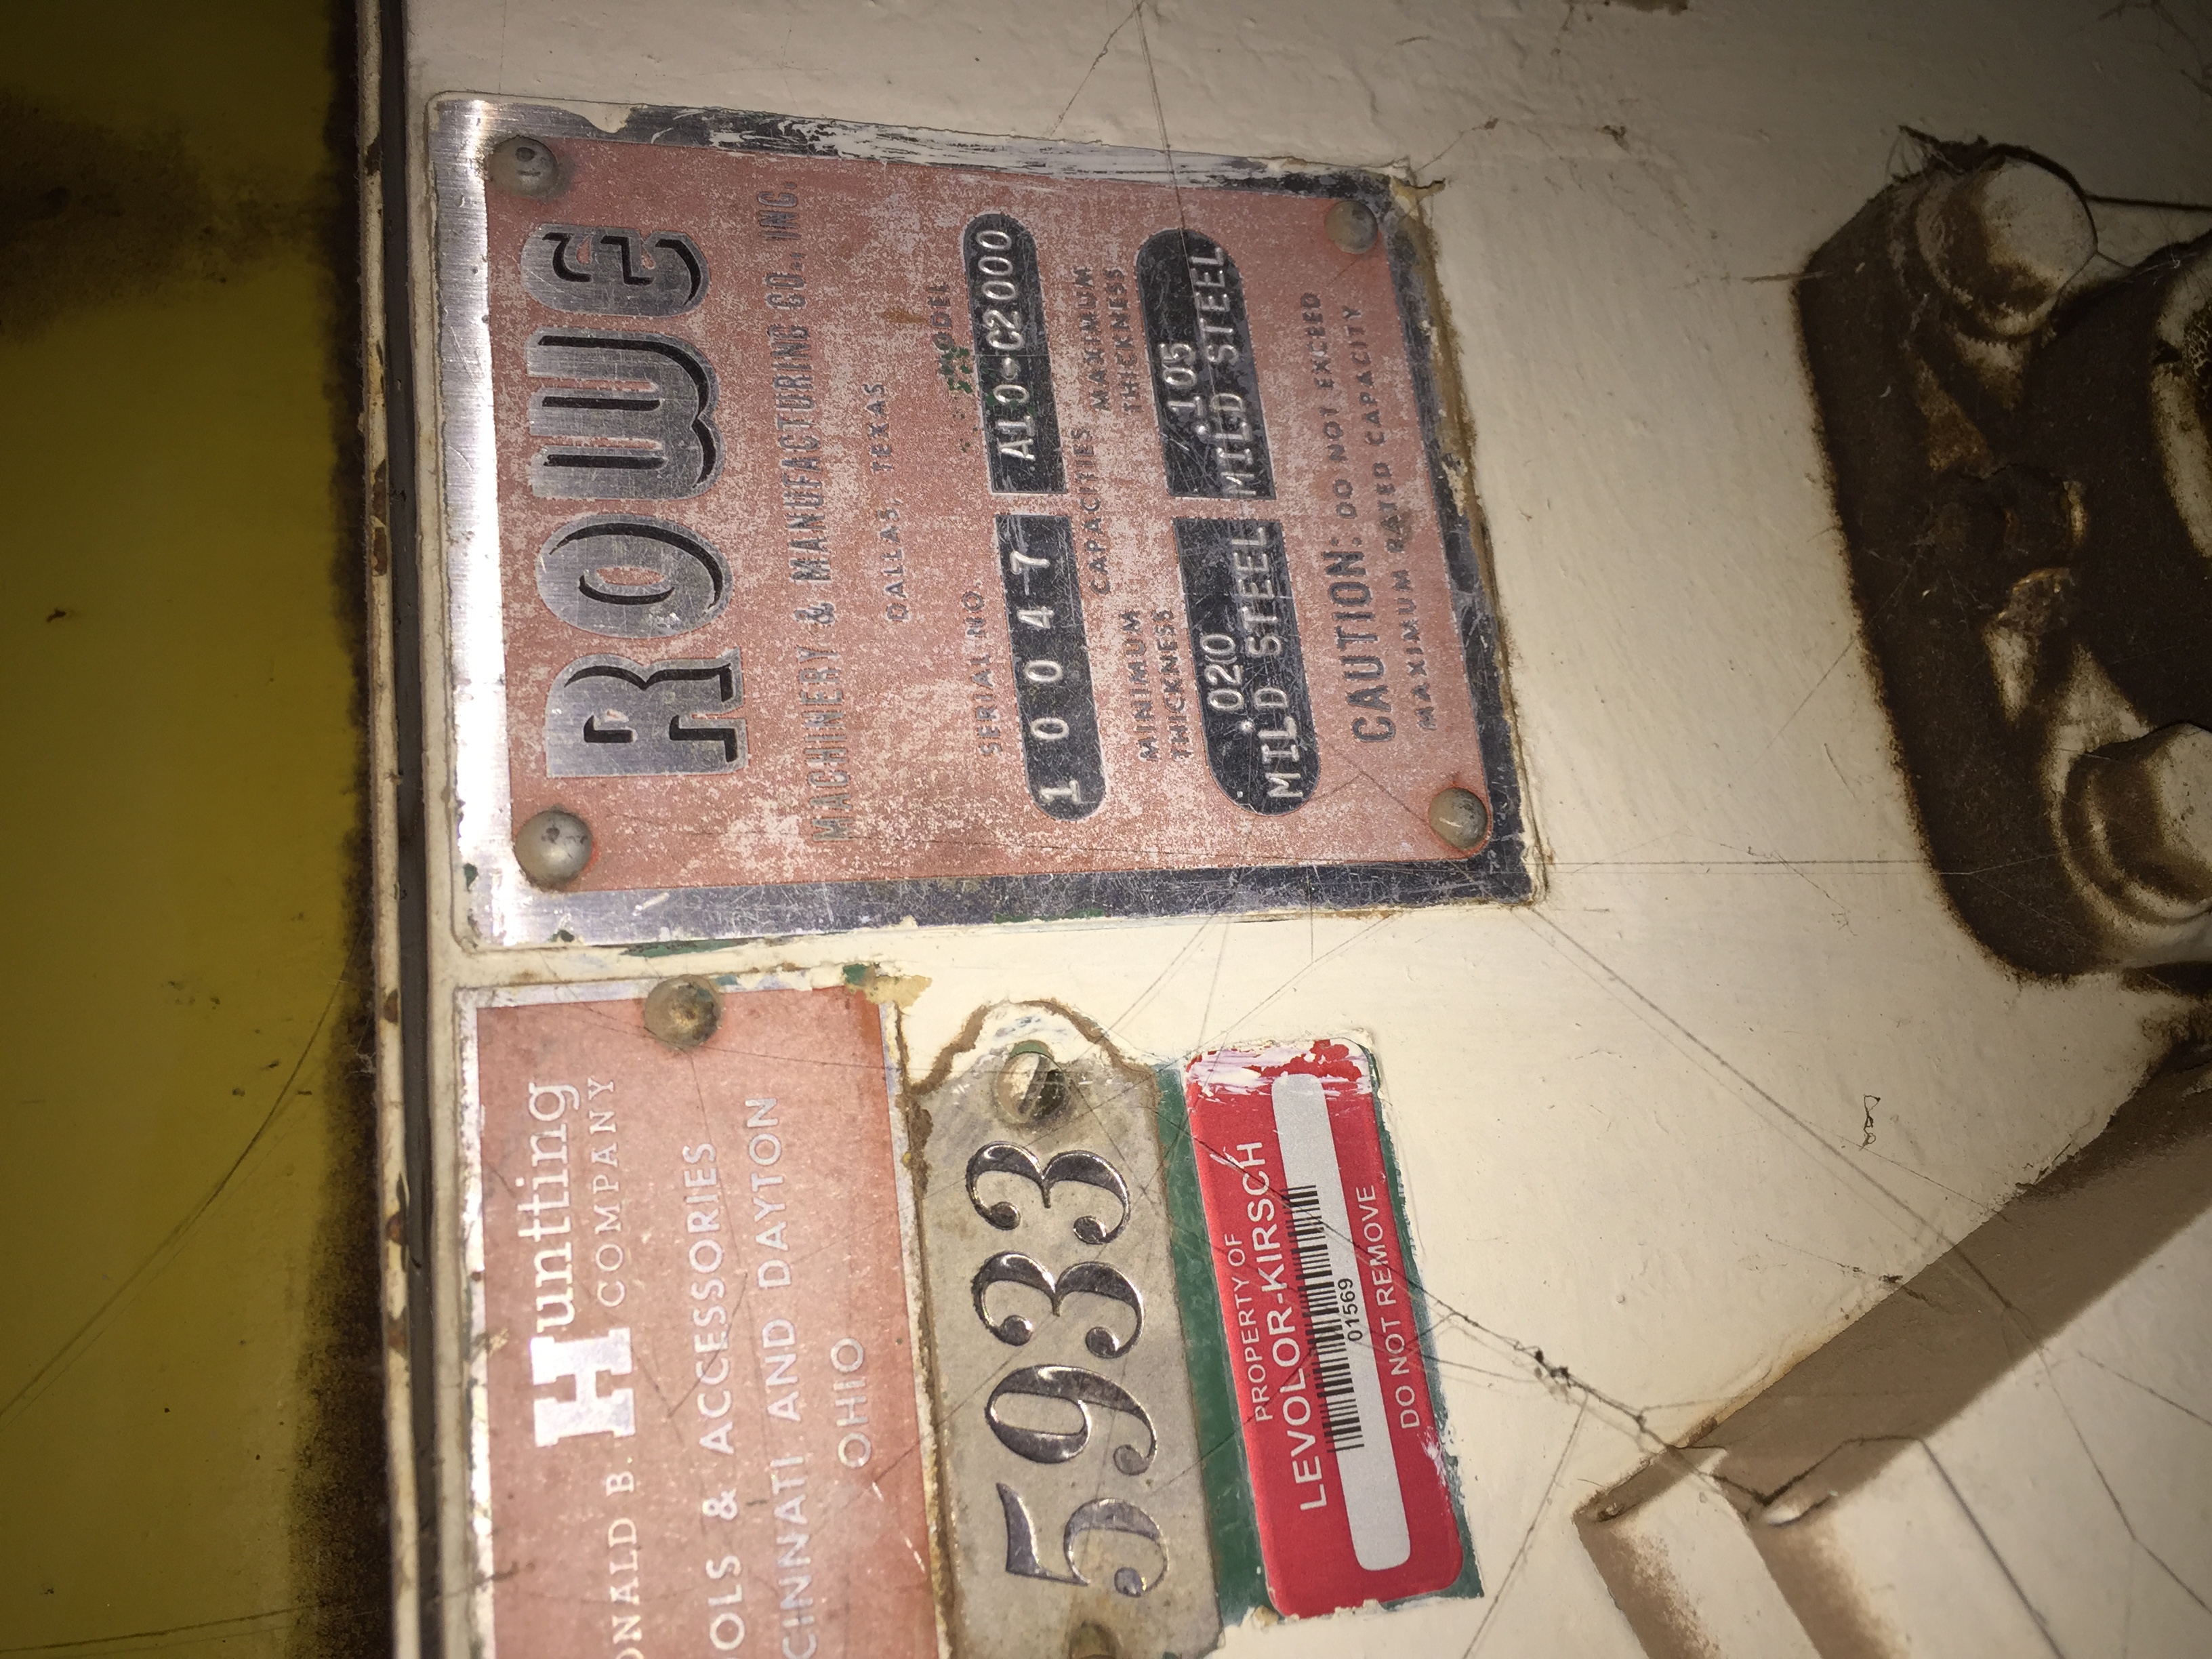 ROWE
MACHINERY & MANUFACTURING CO., INC.
DALLAS, TEXAS
SERIAL NO. MODEL
10047 A10-C2000
CAPACITIES
MINIMUM THICKNESS MAXIMUM THICKNESS
.020 .105
MILD STEEL MILD STEEL
CAUTION: DO NOT EXCEED
MAXIMUM RATED CAPACITY
ONALD B. Huntting
COMPANY
OOLS & ACCESSORIES
CINNATI AND DAYTON
OHIO
5933
PROPERTY OF
LEVOLOR-KIRSCH
01569
DO NOT REMOVE